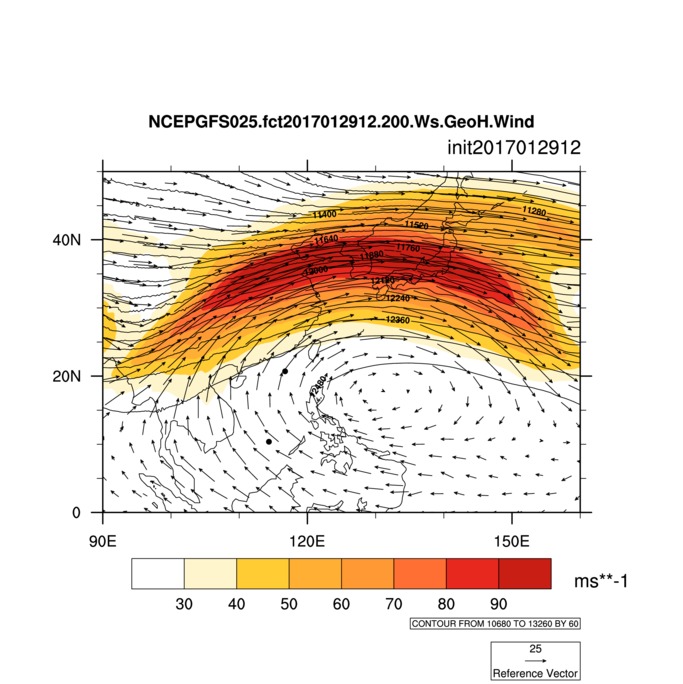 NCEPGFS025.fct2017012912.200.Ws.GeoH.Wind
init2017012912
11400
11280
11520
11640
11760
11880
12000
12120
12240
12360
12480
40N
20N
0
90E 120E 150E
30 40 50 60 70 80 90 ms**-1
CONTOUR FROM 10680 TO 13260 BY 60
25
Reference Vector